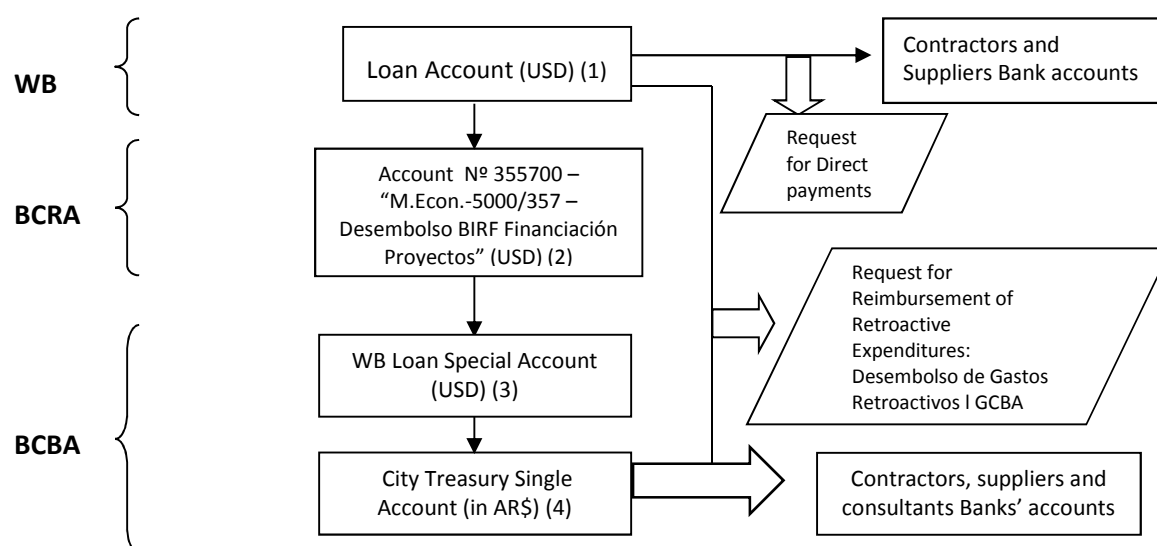 WB
Loan Account (USD) (1)
Contractors and
Suppliers Bank accounts
Request
for Direct
payments
BCRA
Account Nº 355700 –
“M.Econ.-5000/357 –
Desembolso BIRF Financiación
Proyectos” (USD) (2)
Request for
Reimbursement of
Retroactive
Expenditures:
Desembolso de Gastos
Retroactivos l GCBA
BCBA
WB Loan Special Account
(USD) (3)
City Treasury Single
Account (in AR$) (4)
Contractors, suppliers and
consultants Banks’ accounts